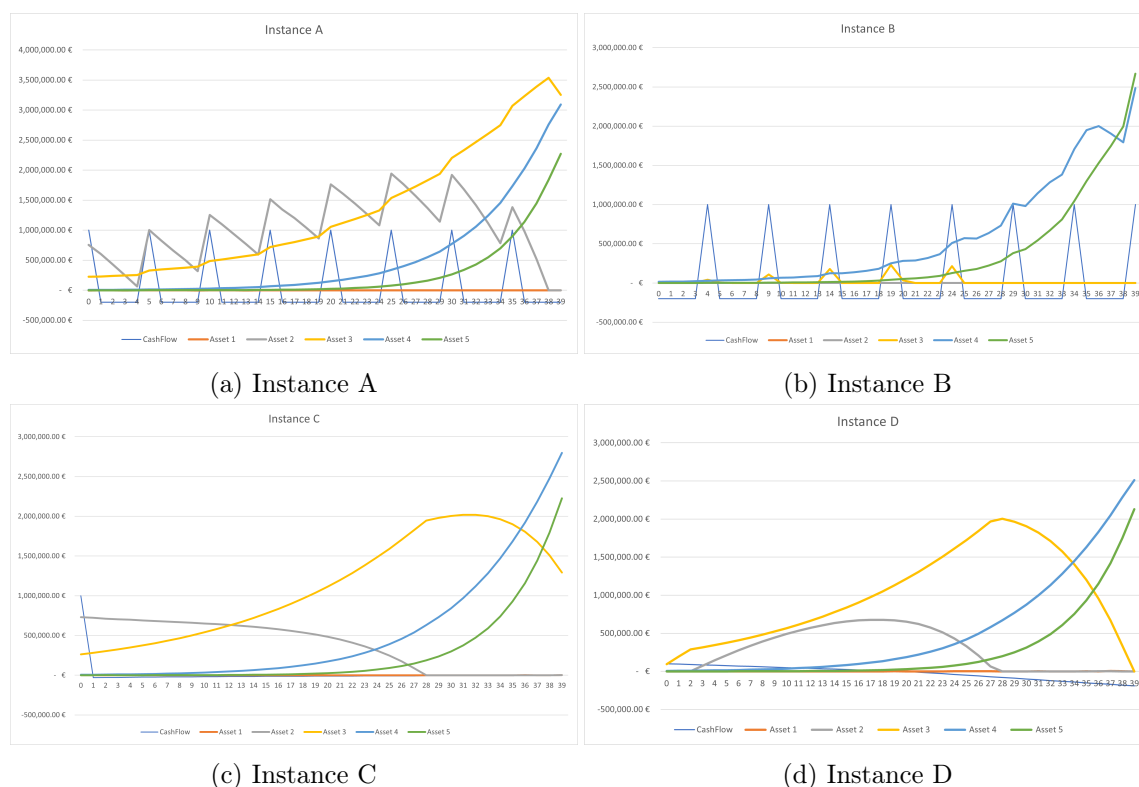 Instance A
4,000,000.00 €
3,500,000.00 €
3,000,000.00 €
2,500,000.00 €
2,000,000.00 €
1,500,000.00 €
1,000,000.00 €
500,000.00 €
- €
-500,000.00 €
0 1 2 3 4 5 6 7 8 9 10 11 12 13 14 15 16 17 18 19 20 21 22 23 24 25 26 27 28 29 30 31 32 33 34 35 36 37 38 39
CashFlow Asset 1 Asset 2 Asset 3 Asset 4 Asset 5
(a) Instance A
Instance B
3,000,000.00 €
2,500,000.00 €
2,000,000.00 €
1,500,000.00 €
1,000,000.00 €
500,000.00 €
- €
-500,000.00 €
0 1 2 3 4 5 6 7 8 9 10 11 12 13 14 15 16 17 18 19 20 21 22 23 24 25 26 27 28 29 30 31 32 33 34 35 36 37 38 39
CashFlow Asset 1 Asset 2 Asset 3 Asset 4 Asset 5
(b) Instance B
Instance C
3,000,000.00 €
2,500,000.00 €
2,000,000.00 €
1,500,000.00 €
1,000,000.00 €
500,000.00 €
- €
-500,000.00 €
0 1 2 3 4 5 6 7 8 9 10 11 12 13 14 15 16 17 18 19 20 21 22 23 24 25 26 27 28 29 30 31 32 33 34 35 36 37 38 39
CashFlow Asset 1 Asset 2 Asset 3 Asset 4 Asset 5
(c) Instance C
Instance D
3,000,000.00 €
2,500,000.00 €
2,000,000.00 €
1,500,000.00 €
1,000,000.00 €
500,000.00 €
- €
-500,000.00 €
0 1 2 3 4 5 6 7 8 9 10 11 12 13 14 15 16 17 18 19 20 21 22 23 24 25 26 27 28 29 30 31 32 33 34 35 36 37 38 39
CashFlow Asset 1 Asset 2 Asset 3 Asset 4 Asset 5
(d) Instance D